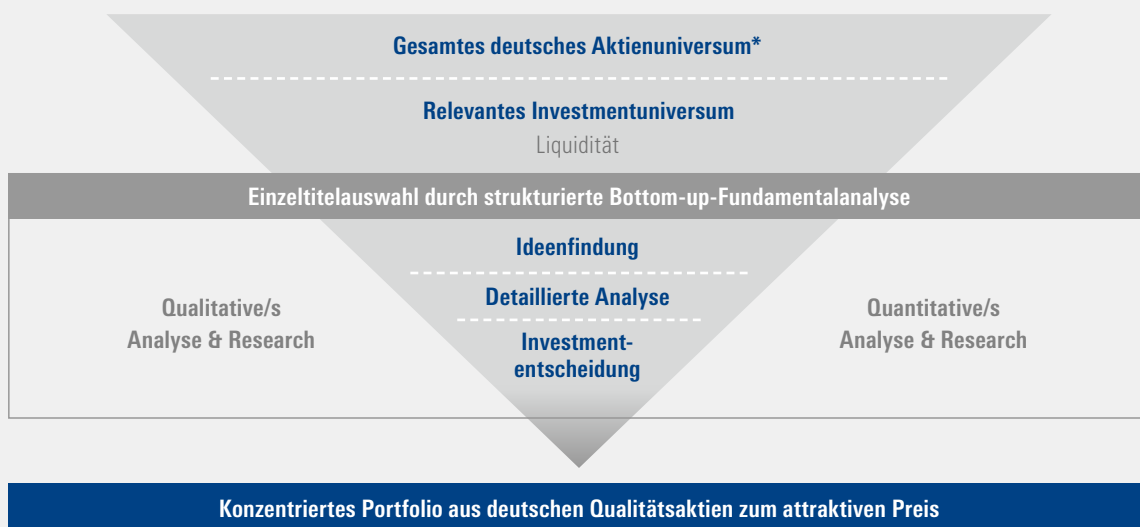 Gesamtes deutsches Aktienuniversum*
Relevantes Investmentuniversum
Liquidität
Einzeltitelauswahl durch strukturierte Bottom-up-Fundamentalanalyse
Ideenfindung
Detaillierte Analyse
Investment-
entscheidung
Qualitative/s
Analyse & Research
Quantitative/s
Analyse & Research
Konzentriertes Portfolio aus deutschen Qualitätsaktien zum attraktiven Preis